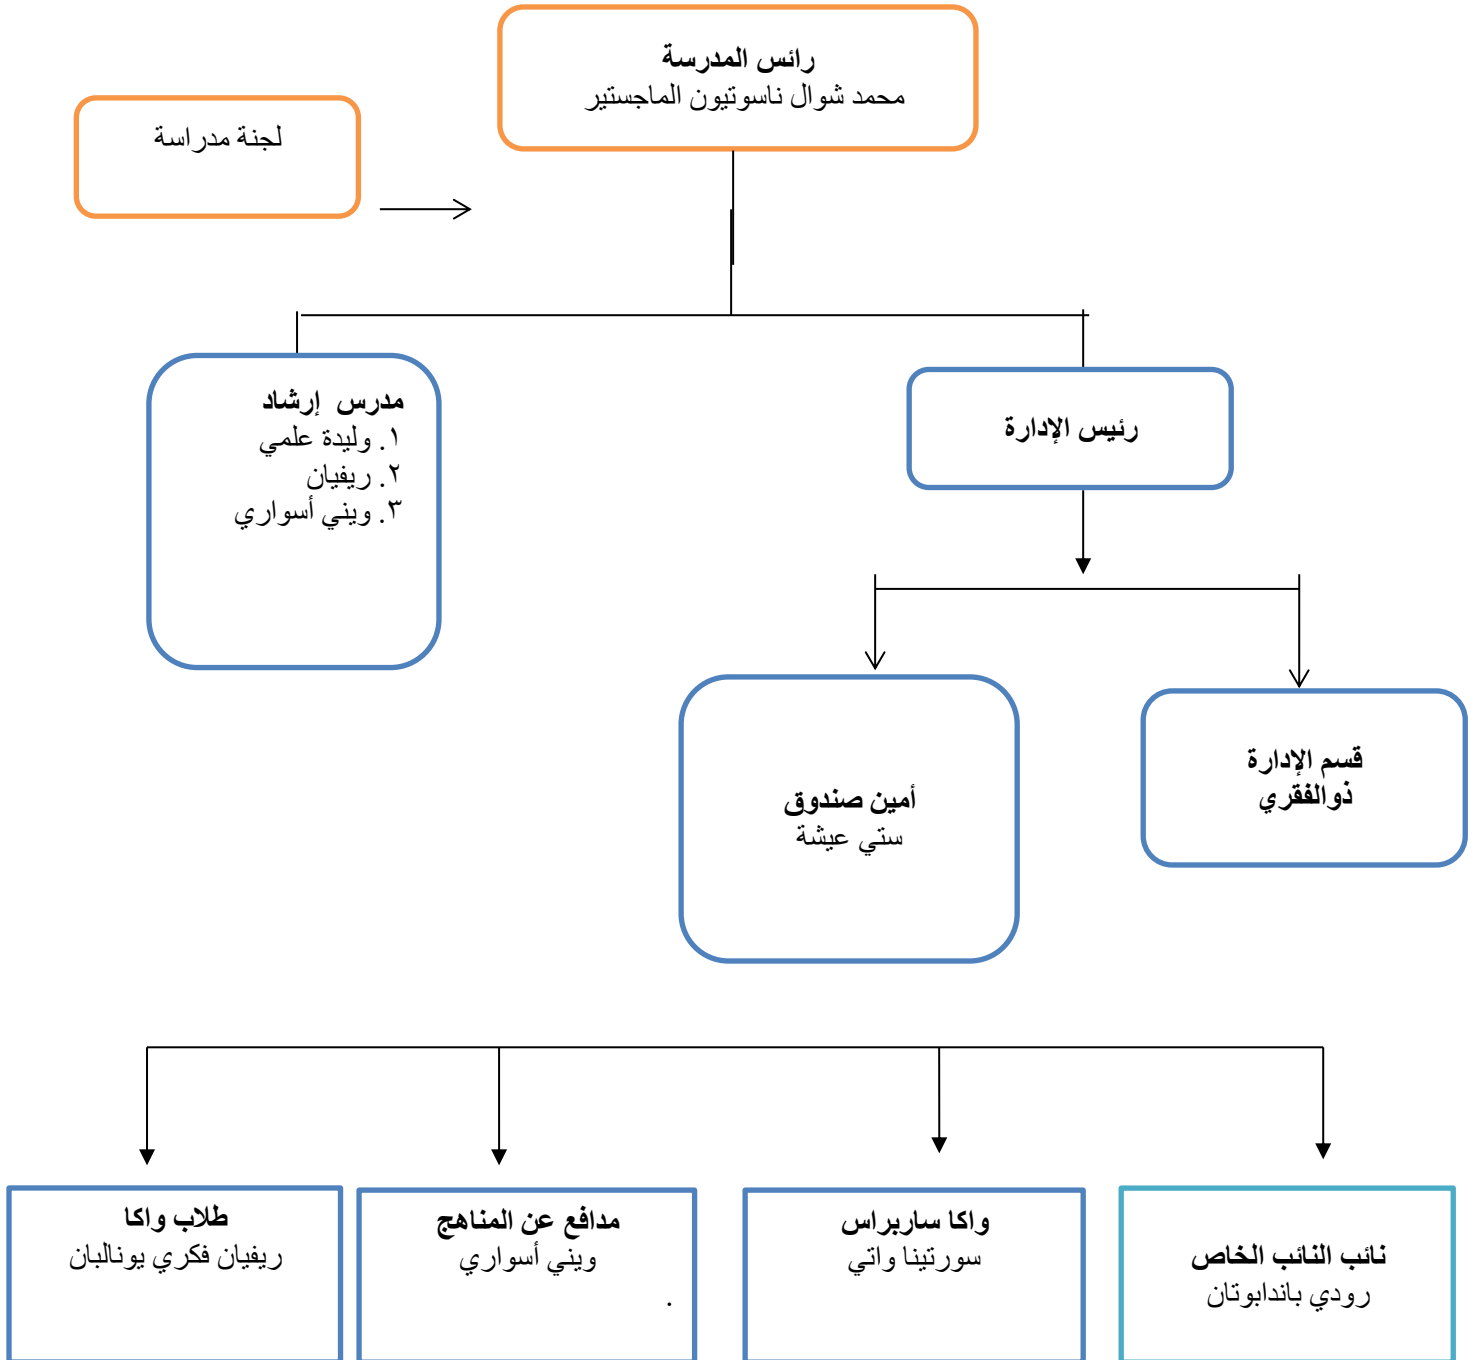 رائس المدرسة
محمد شوال ناسوتيون الماجستير
لجنة مدراسة
مدرس إرشاد
١. وليدة علمي
٢. ريفيان
٣. ويني أسواري
رئيس الإدارة
قسم الإدارة
ذوالفقري
أمين صندوق
ستي عيشة
نائب النائب الخاص
رودي باندابوتان
واكا ساربراس
سورتينا واتي
مدافع عن المناهج
ويني أسواري
.
طلاب واكا
ريفيان فكري يونالبان